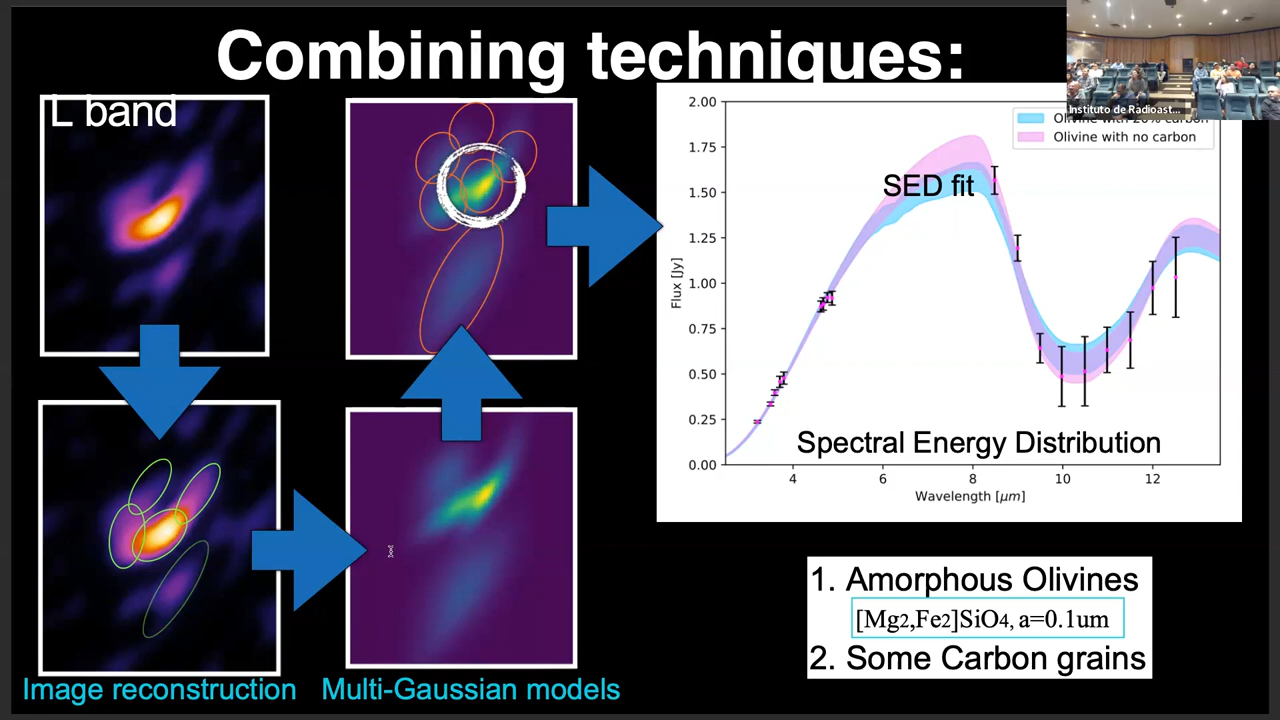 Combining techniques:
L band
Image reconstruction
Multi-Gaussian models
Instituto de Radioast...
Olivine with 20% carbon
Olivine with no carbon
SED fit
Spectral Energy Distribution
Flux [Jy]
2.00
1.75
1.50
1.25
1.00
0.75
0.50
0.25
0.00
4 6 8 10 12
Wavelength [μm]
1. Amorphous Olivines
[Mg2,Fe2]SiO4, a=0.1um
2. Some Carbon grains